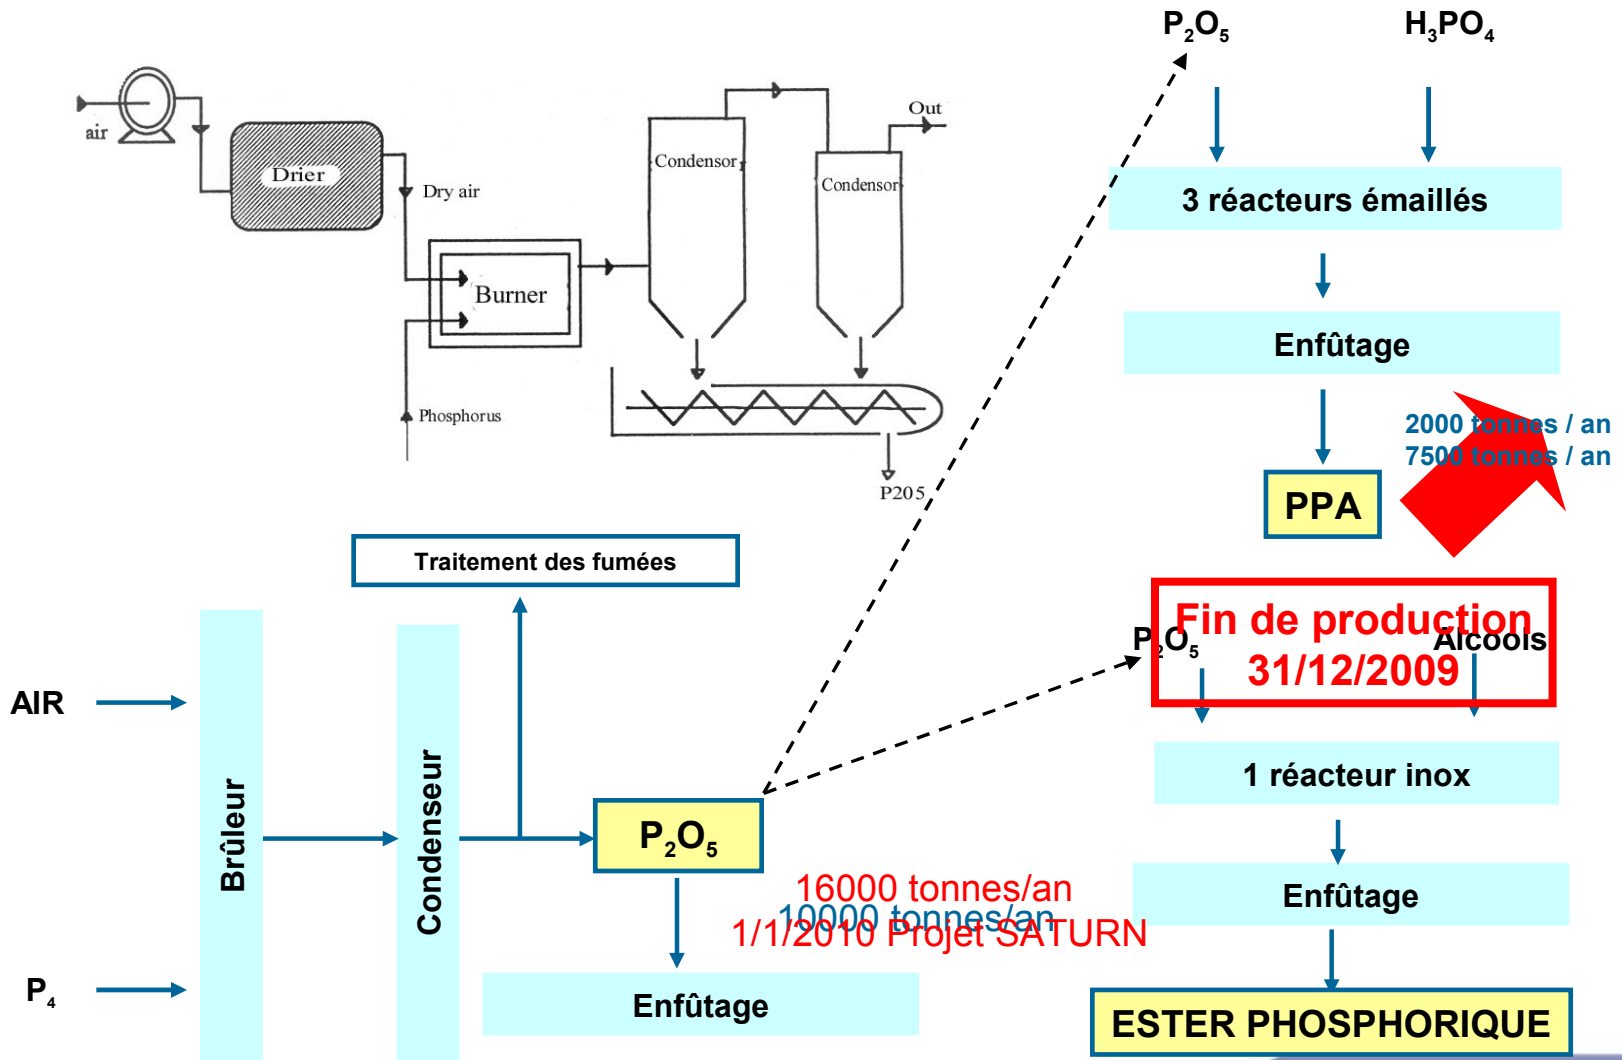 P₂O₅
H₃PO₄
air
Drier
Dry air
Burner
Phosphorus
Condensor
Condensor
Out
P205
3 réacteurs émaillés
Enfûtage
2000 tonnes / an
7500 tonnes / an
PPA
Traitement des fumées
Fin de production
31/12/2009
P₂O₅
Alcools
AIR
P₄
Brûleur
Condenseur
P₂O₅
16000 tonnes/an
10000 tonnes/an
1/1/2010 Projet SATURN
Enfûtage
1 réacteur inox
Enfûtage
ESTER PHOSPHORIQUE